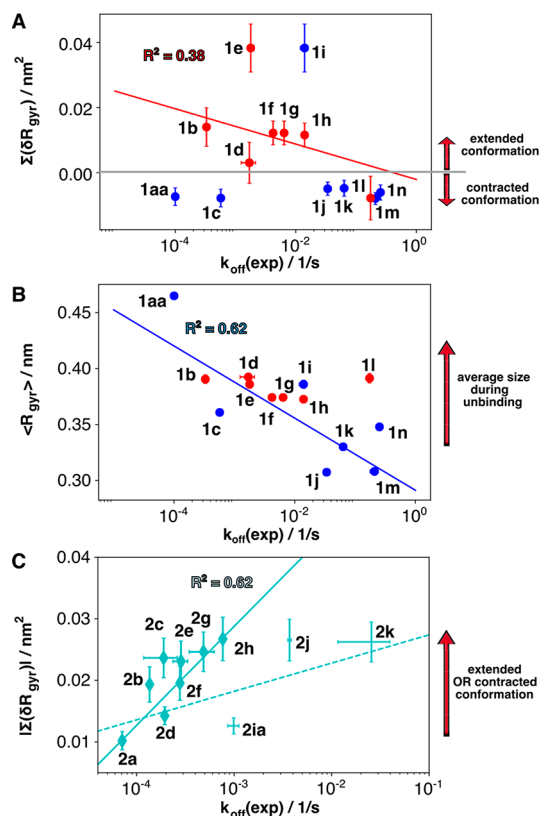 A
Σ(δR_gyr) / nm²
0.04
0.02
0.00
10⁻⁴
10⁻²
10⁰
k_off(exp) / 1/s
R² = 0.38
1e
1i
1b
1f
1g
1h
1d
1aa
1c
1j
1k
1l
1m
1n
extended
conformation
contracted
conformation
B
<R_gyr> / nm
0.45
0.40
0.35
0.30
10⁻⁴
10⁻²
10⁰
k_off(exp) / 1/s
1aa
R² = 0.62
1b
1d
1e
1f
1g
1i
1h
1l
1c
1k
1n
1j
1m
average size
during
unbinding
C
|Σ(δR_gyr)| / nm²
0.04
0.03
0.02
0.01
10⁻⁴
10⁻³
10⁻²
10⁻¹
k_off(exp) / 1/s
R² = 0.62
2c
2e
2g
2h
2j
2k
2b
2f
2d
2ia
2a
extended
OR contracted
conformation